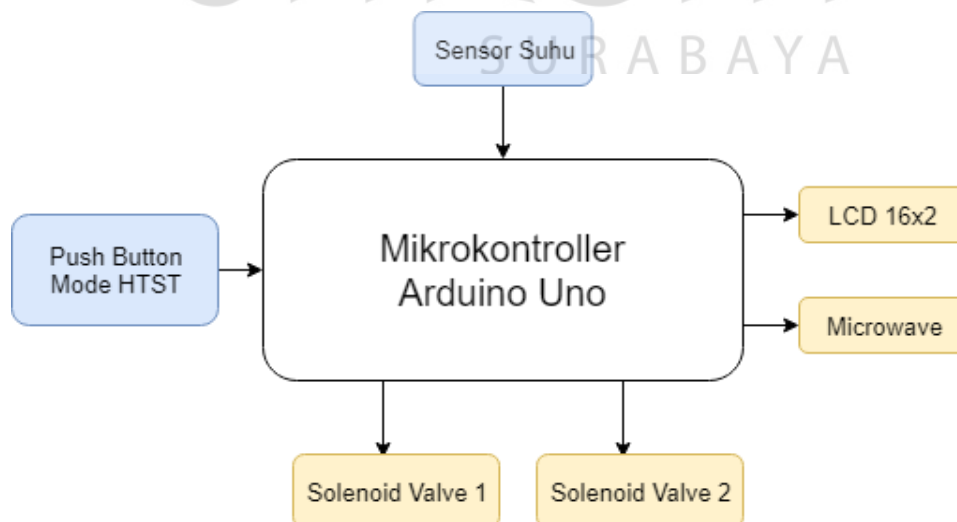 Sensor Suhu
SURABAYA
Push Button
Mode HTST
Mikrokontroller
Arduino Uno
LCD 16x2
Microwave
Solenoid Valve 1
Solenoid Valve 2